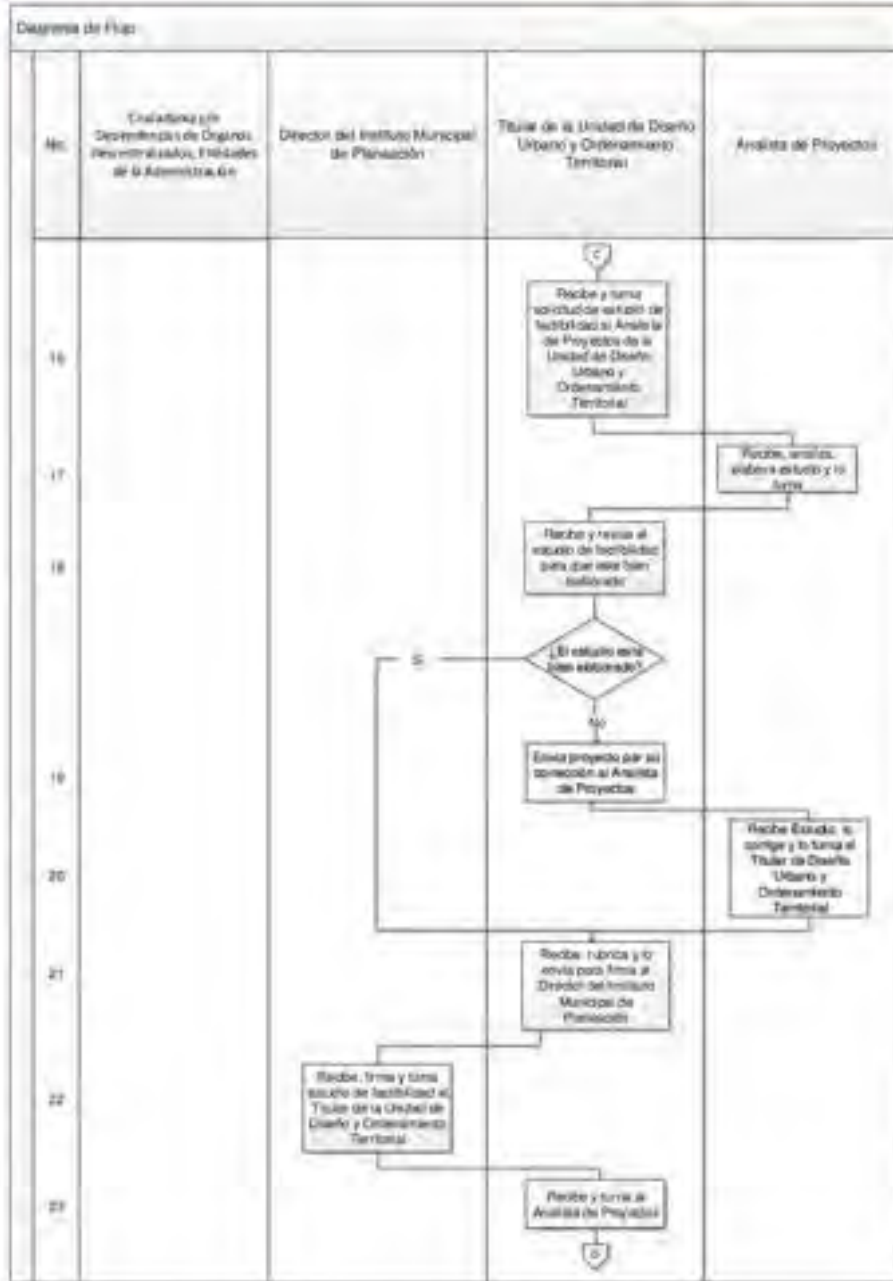 Diagrama de Flujo
No.
Ciudadanía y/o
Dependencias de Órganos
descentralizados, Entidades
de la Administración
Director del Instituto Municipal
de Planeación
Titular de la Unidad de Diseño
Urbano y Ordenamiento
Territorial
Analista de Proyectos
C
16
Recibe y turna
solicitud de estudio de
factibilidad al Analista
de Proyectos de la
Unidad de Diseño
Urbano y
Ordenamiento
Territorial
17
Recibe, analiza,
elabora estudio y lo
turna
18
Recibe y revisa el
estudio de factibilidad
para que este bien
elaborado
¿El estudio está
bien elaborado?
Si
No
19
Envía proyecto par su
corrección al Analista
de Proyectos
20
Recibe Estudio, lo
corrige y lo turna al
Titular de Diseño
Urbano y
Ordenamiento
Territorial
21
Recibe, rubrica y lo
envía para firma al
Director del Instituto
Municipal de
Planeación
22
Recibe, firma y turna
estudio de factibilidad al
Titular de la Unidad de
Diseño y Ordenamiento
Territorial
23
Recibe y turna al
Analista de Proyectos
D